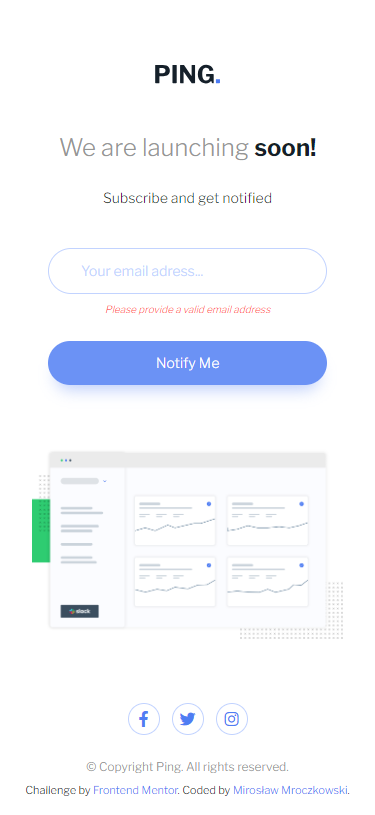 PING.
We are launching soon!
Subscribe and get notified
Your email adress...
Please provide a valid email address
Notify Me
slack
© Copyright Ping. All rights reserved.
Challenge by Frontend Mentor. Coded by Mirosław Mroczkowski.